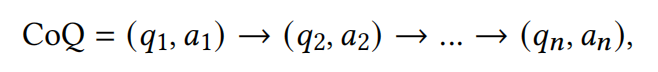 CoQ = (q₁, a₁) → (q₂, a₂) → ... → (qₙ, aₙ),